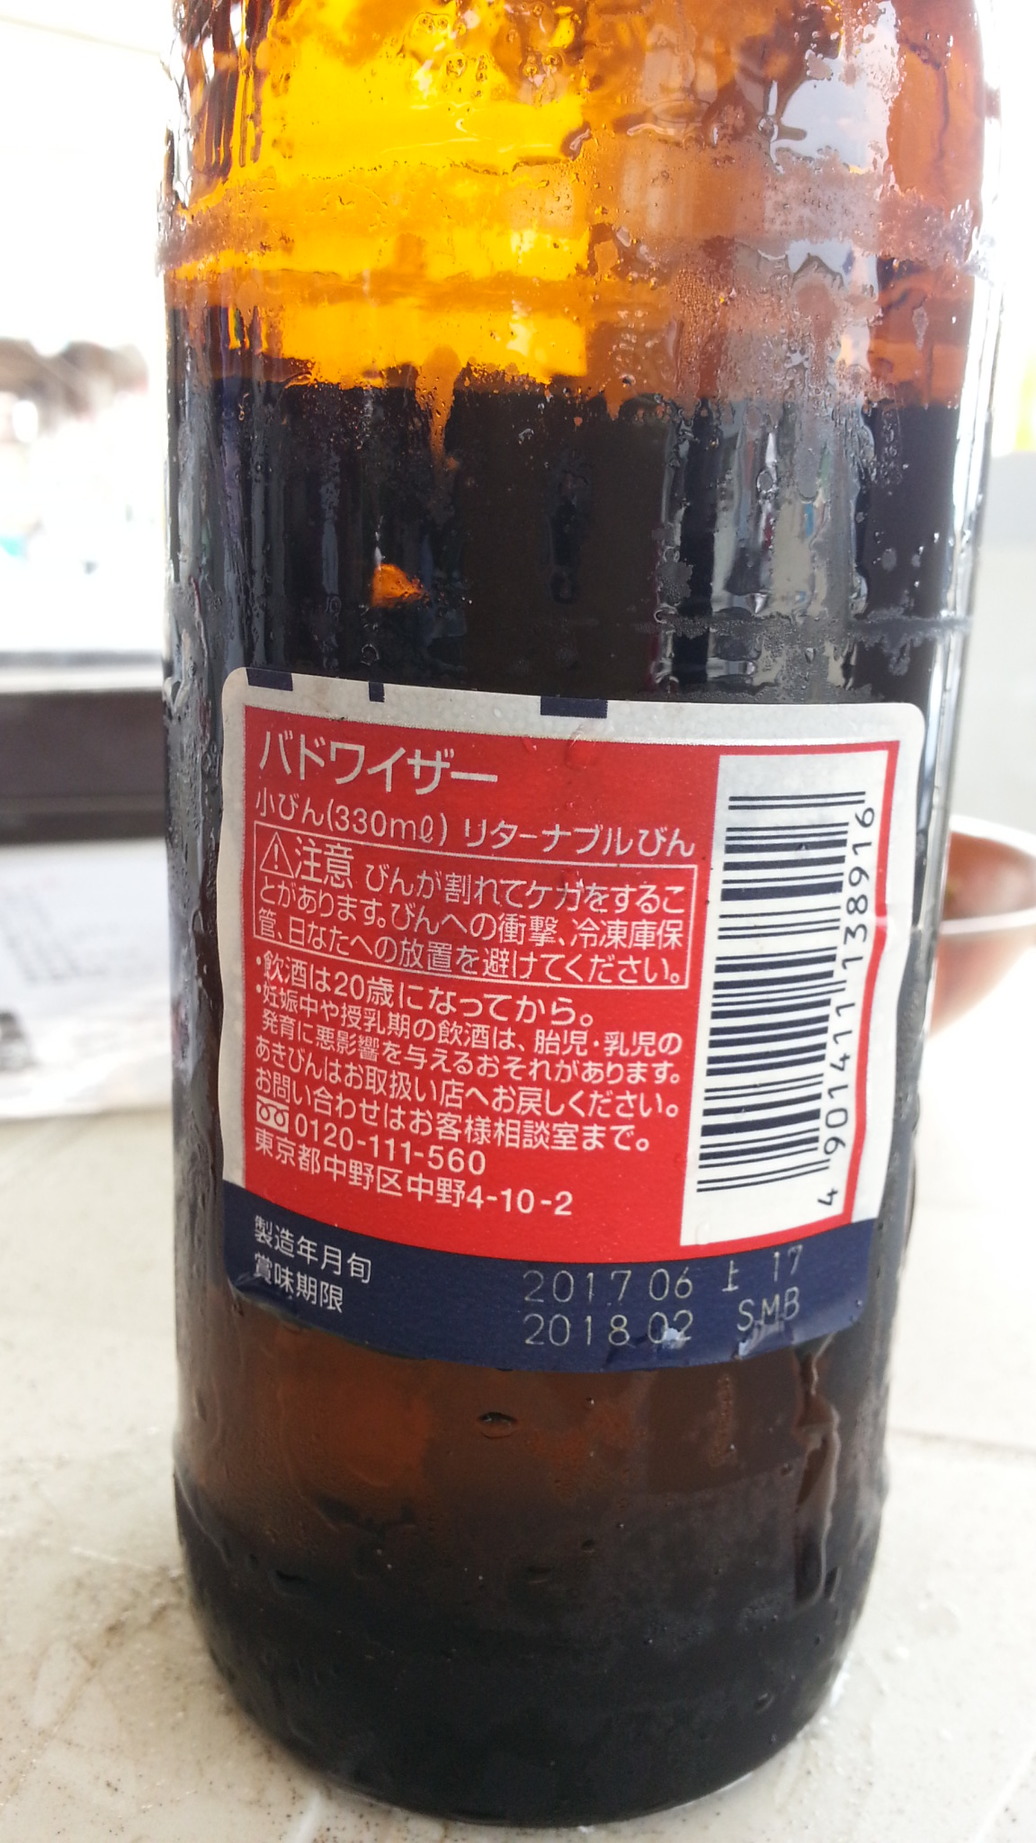 バドワイザー
小びん(330mℓ) リターナブルびん
⚠注意 びんが割れてケガをするこ
とがあります。びんへの衝撃、冷凍庫保
管、日なたへの放置を避けてください。
・飲酒は20歳になってから。
・妊娠中や授乳期の飲酒は、胎児・乳児の
発育に悪影響を与えるおそれがあります。
あきびんはお取扱い店へお戻しください。
お問い合わせはお客様相談室まで。
0120-111-560
東京都中野区中野4-10-2
4 901411 113891 6
製造年月旬 2017 06 上 17
賞味期限 2018.02 SMB